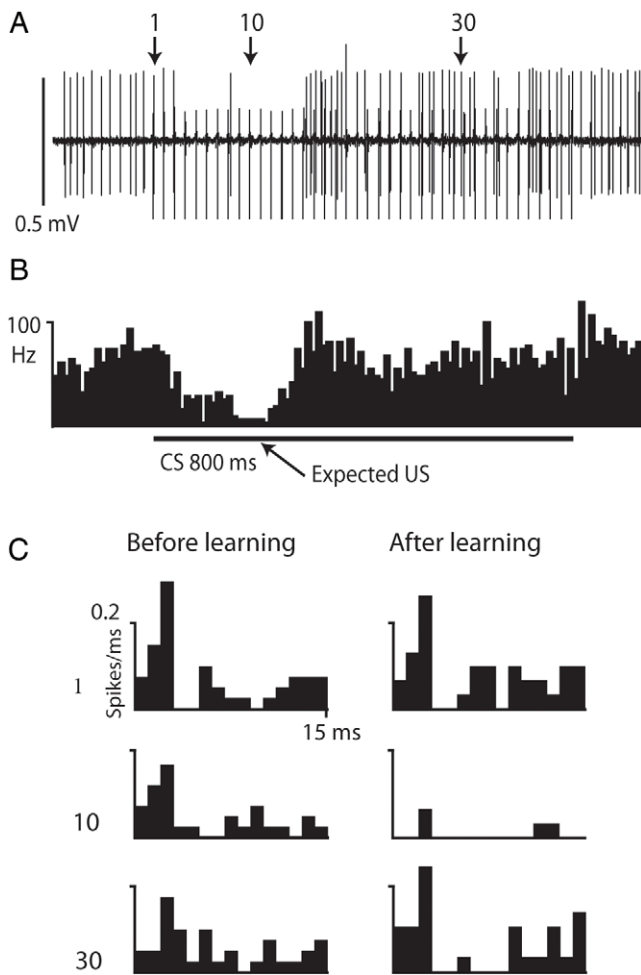 A
1 10 30
0.5 mV
B
100
Hz
CS 800 ms
Expected US
C
Before learning After learning
0.2
Spikes/ms
1
15 ms
10
30